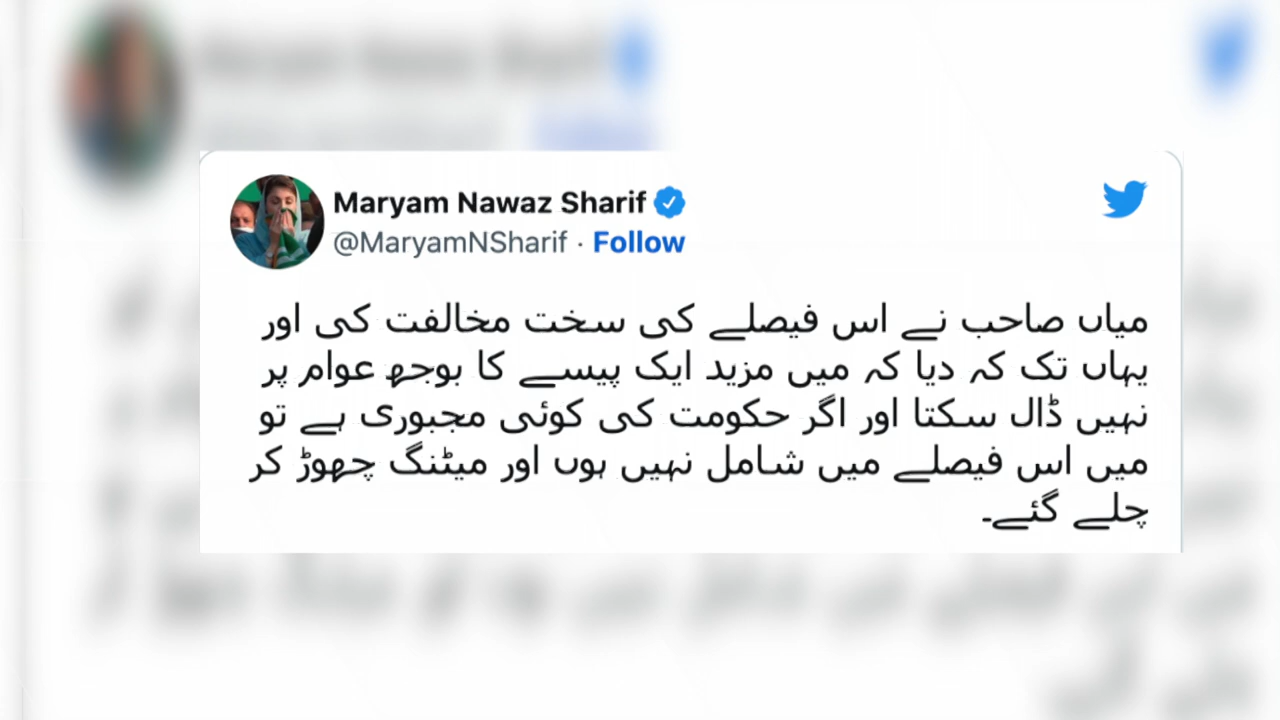 Maryam Nawaz Sharif
@MaryamNSharif · Follow
میاں صاحب نے اس فیصلے کی سخت مخالفت کی اور
یہاں تک کہ دیا کہ میں مزید ایک پیسے کا بوجھ عوام پر
نہیں ڈال سکتا اور اگر حکومت کی کوئی مجبوری ہے تو
میں اس فیصلے میں شامل نہیں ہوں اور میٹنگ چھوڑ کر
چلے گئے۔